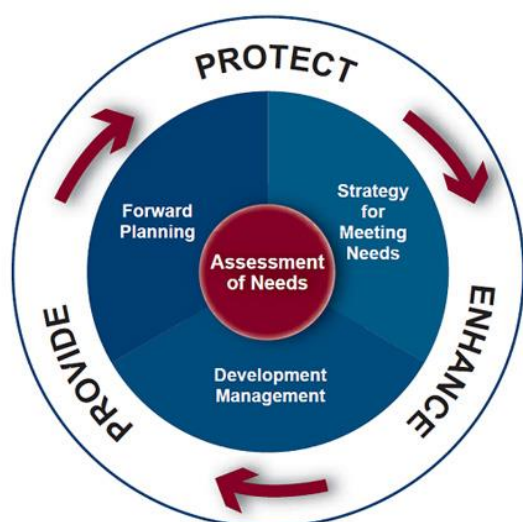 PROTECT
Forward
Planning
Strategy
for
Meeting
Needs
Assessment
of Needs
Development
Management
ENHANCE
PROVIDE